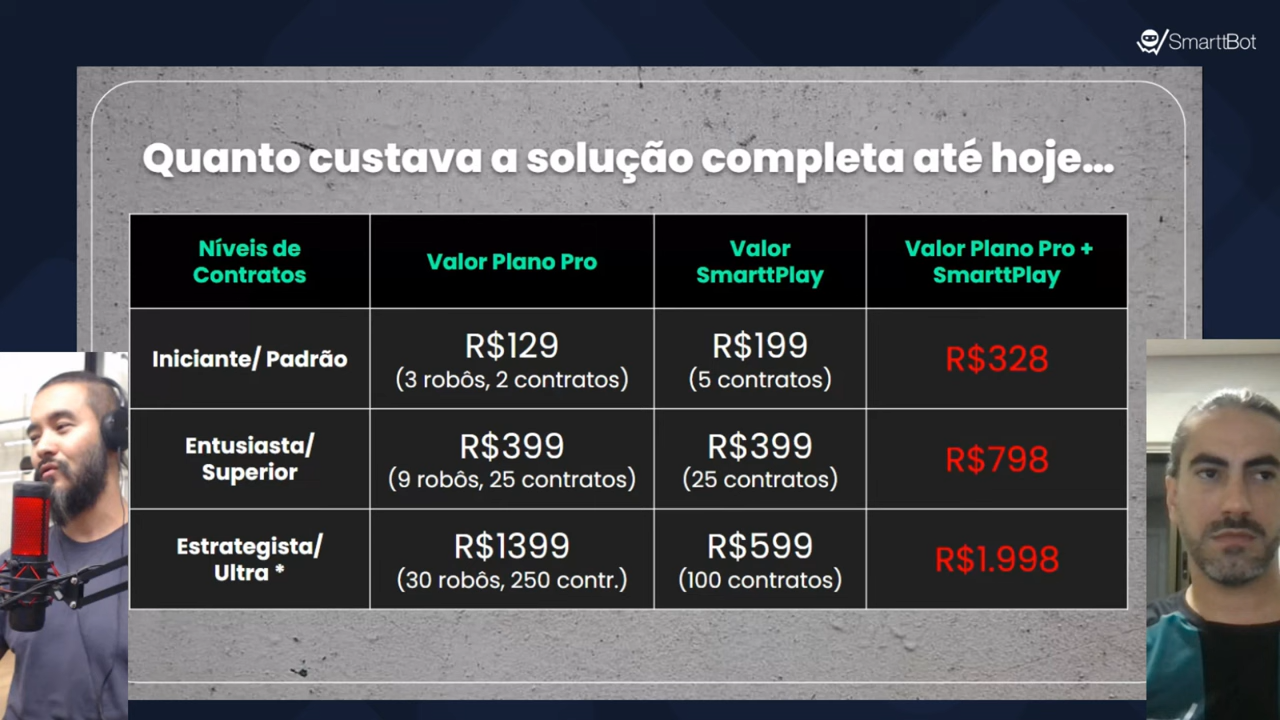 SmarttBot
Quanto custava a solução completa até hoje...
Níveis de
Contratos
Valor Plano Pro
Valor
SmarttPlay
Valor Plano Pro +
SmarttPlay
Iniciante/ Padrão
R$129
(3 robôs, 2 contratos)
R$199
(5 contratos)
R$328
Entusiasta/
Superior
R$399
(9 robôs, 25 contratos)
R$399
(25 contratos)
R$798
Estrategista/
Ultra *
R$1399
(30 robôs, 250 contr.)
R$599
(100 contratos)
R$1.998